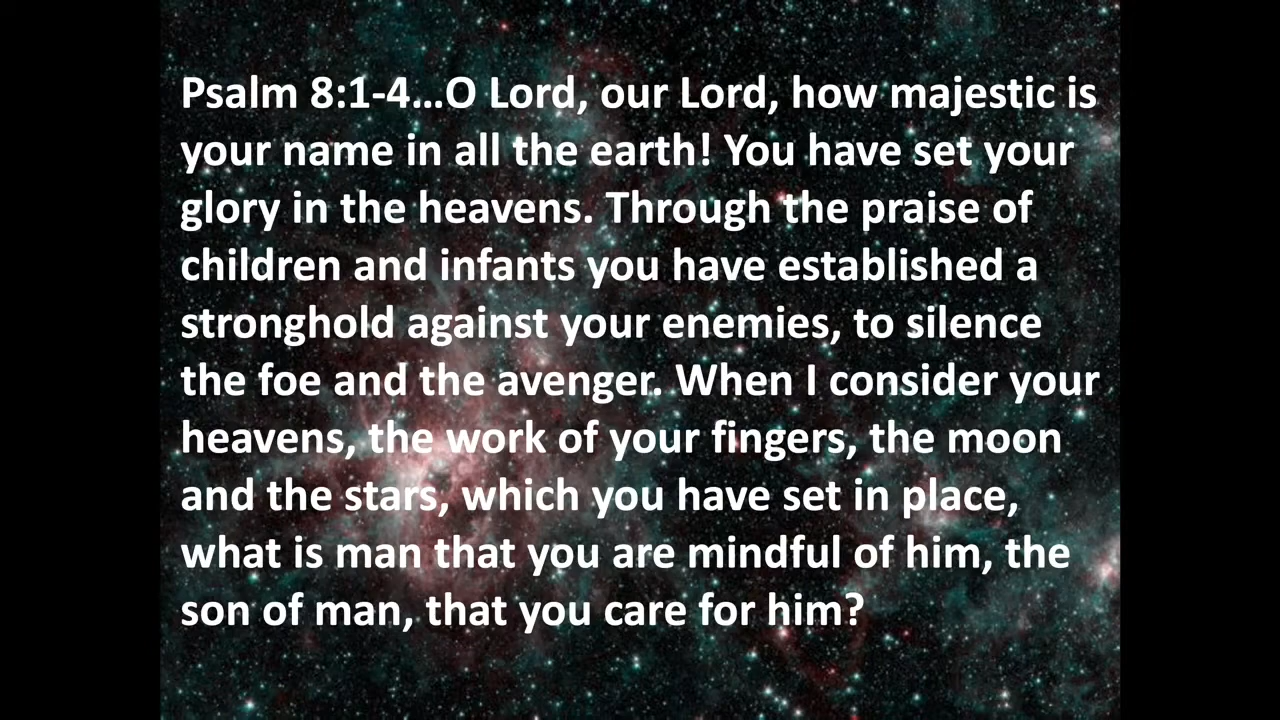 Psalm 8:1-4...O Lord, our Lord, how majestic is
your name in all the earth! You have set your
glory in the heavens. Through the praise of
children and infants you have established a
stronghold against your enemies, to silence
the foe and the avenger. When I consider your
heavens, the work of your fingers, the moon
and the stars, which you have set in place,
what is man that you are mindful of him, the
son of man, that you care for him?